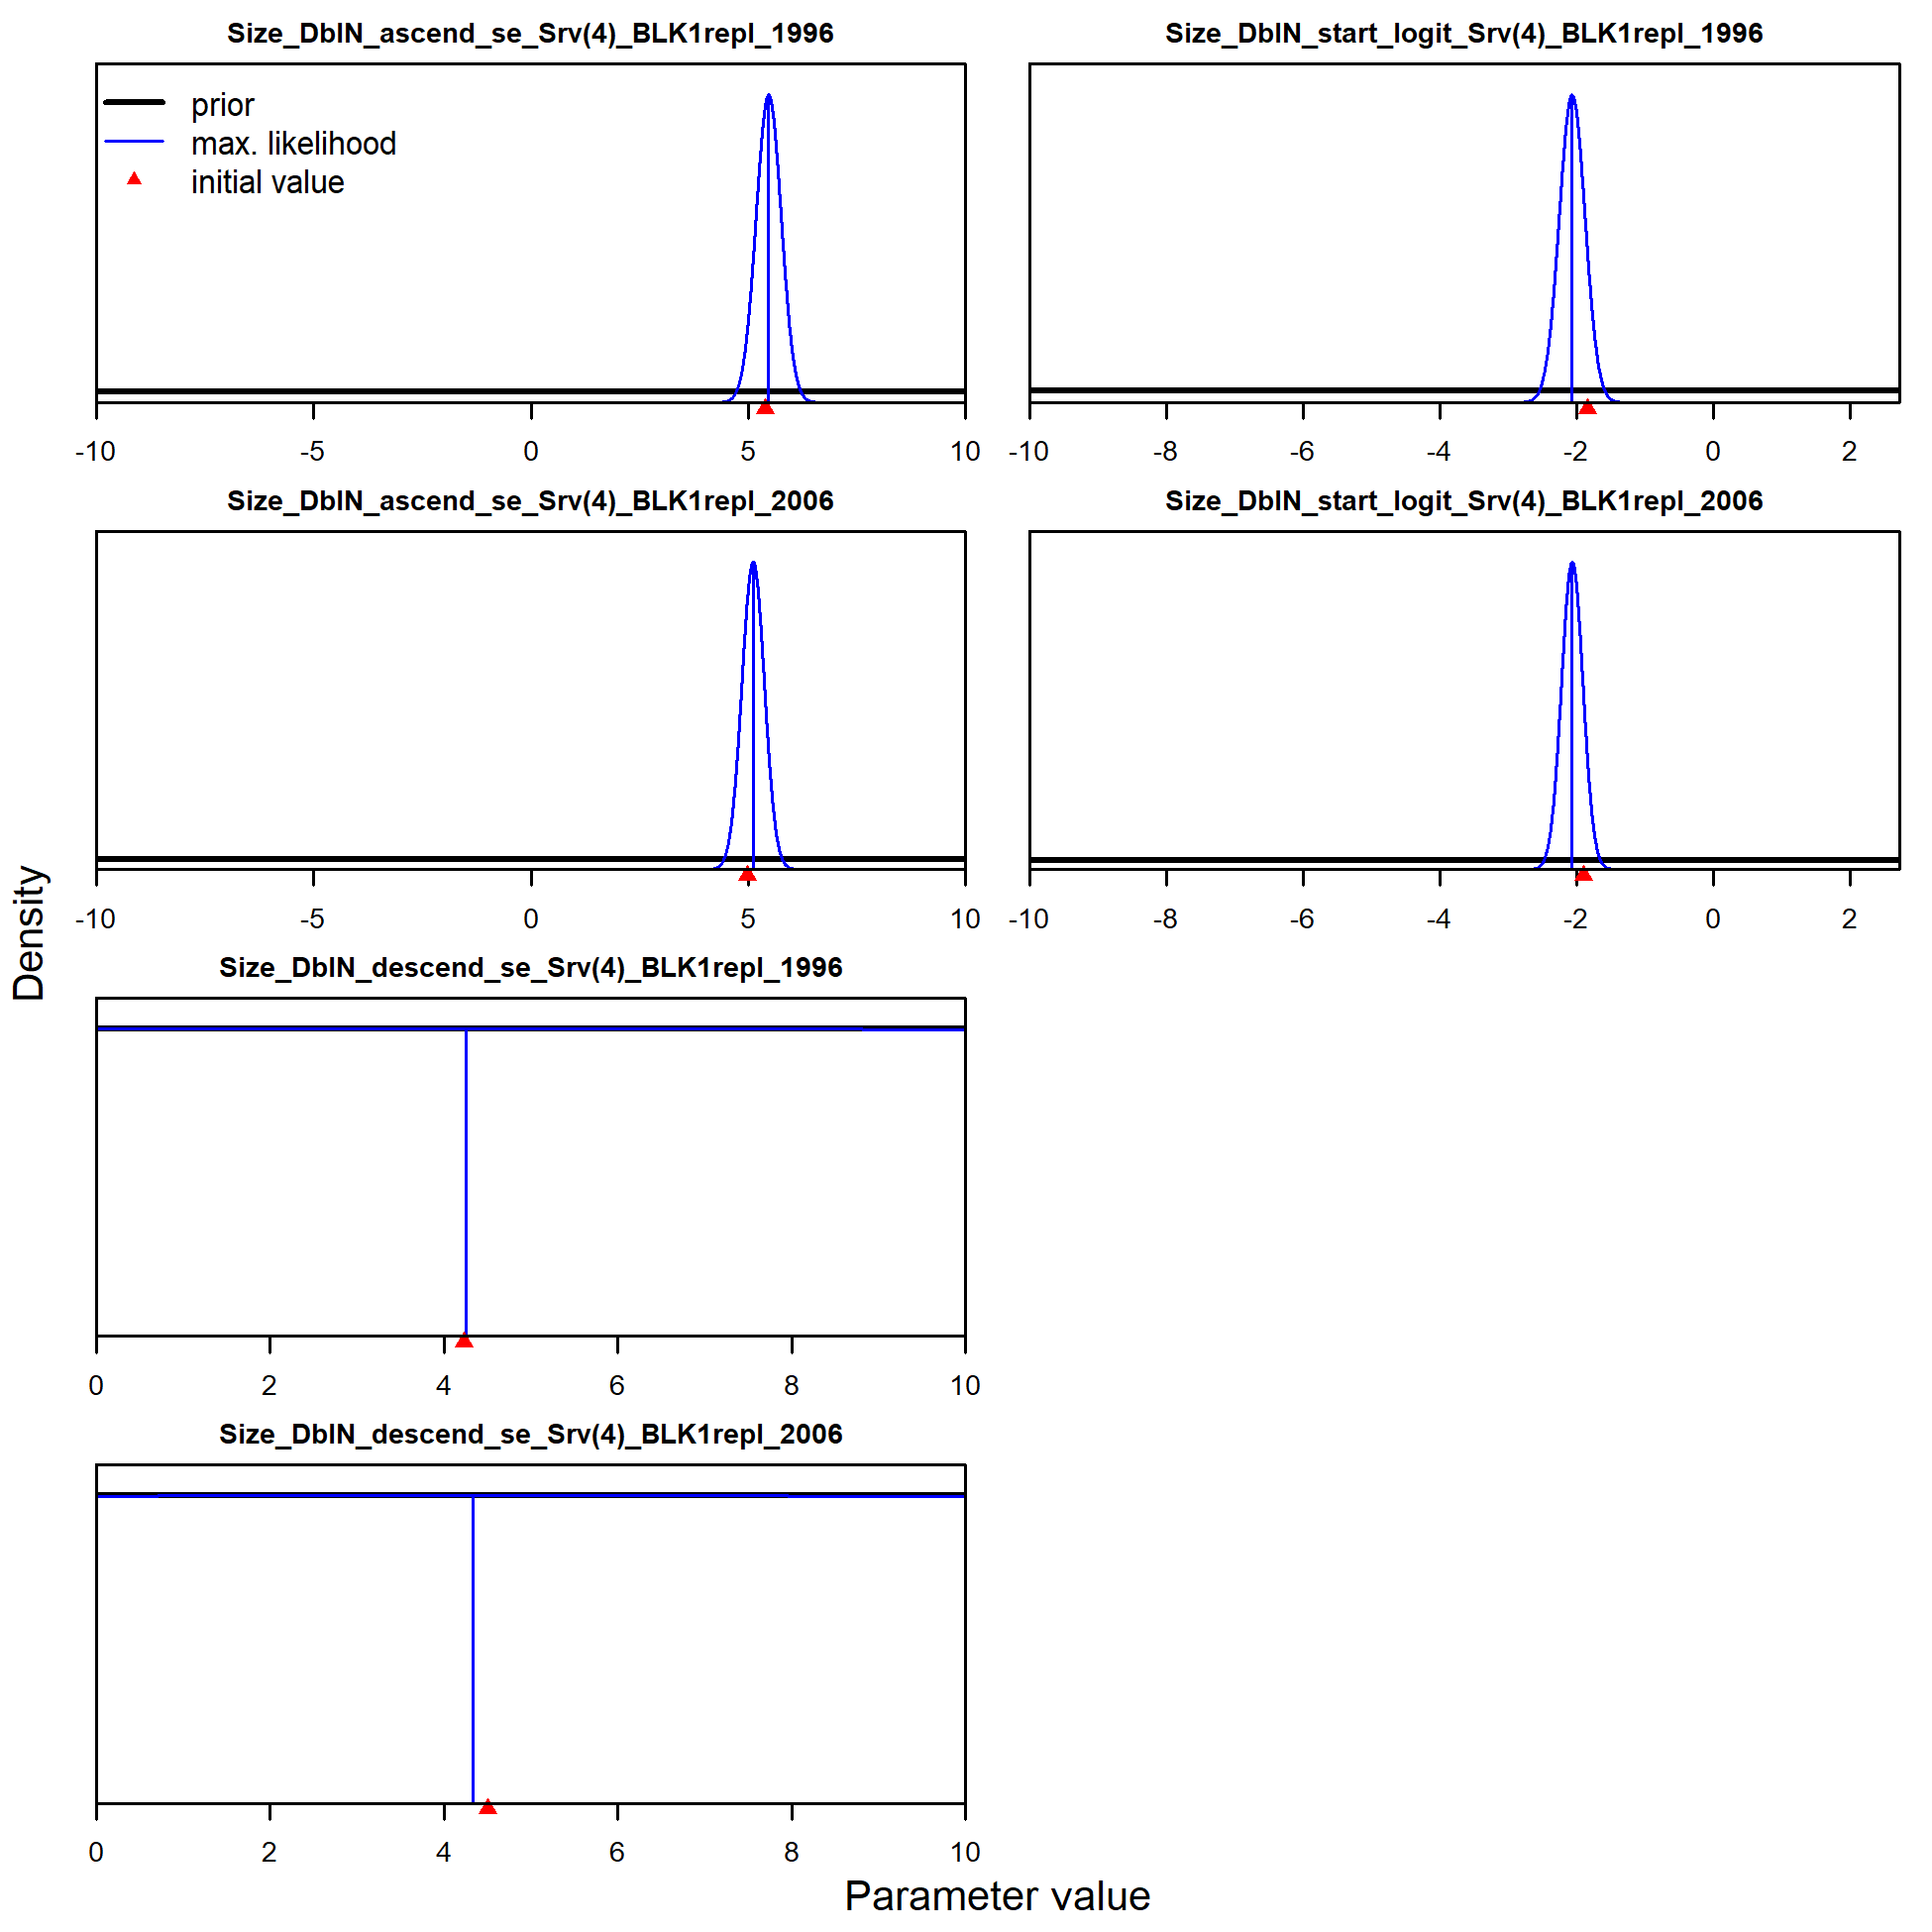 Size_DblN_ascend_se_Srv(4)_BLK1repl_1996
prior
max. likelihood
initial value
-10 -5 0 5 10
Size_DblN_start_logit_Srv(4)_BLK1repl_1996
-10 -8 -6 -4 -2 0 2
Size_DblN_ascend_se_Srv(4)_BLK1repl_2006
-10 -5 0 5 10
Size_DblN_start_logit_Srv(4)_BLK1repl_2006
-10 -8 -6 -4 -2 0 2
Size_DblN_descend_se_Srv(4)_BLK1repl_1996
0 2 4 6 8 10
Size_DblN_descend_se_Srv(4)_BLK1repl_2006
0 2 4 6 8 10
Density
Parameter value